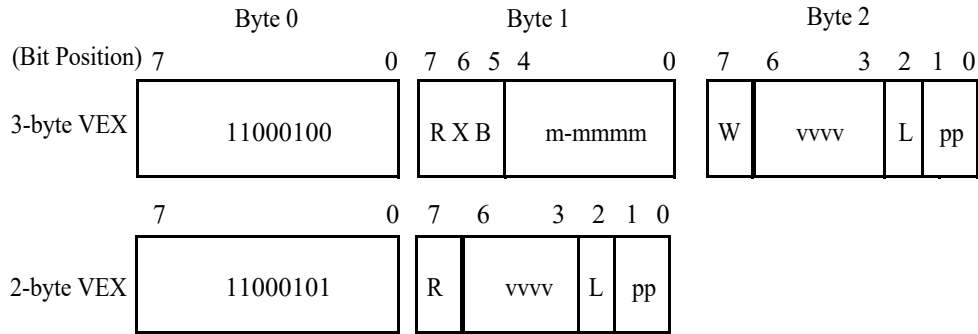 Byte 0 Byte 1 Byte 2
(Bit Position) 7 0 7 6 5 4 0 7 6 3 2 1 0
3-byte VEX 11000100 R X B m-mmmm W vvvv L pp
7 0 7 6 3 2 1 0
2-byte VEX 11000101 R vvvv L pp